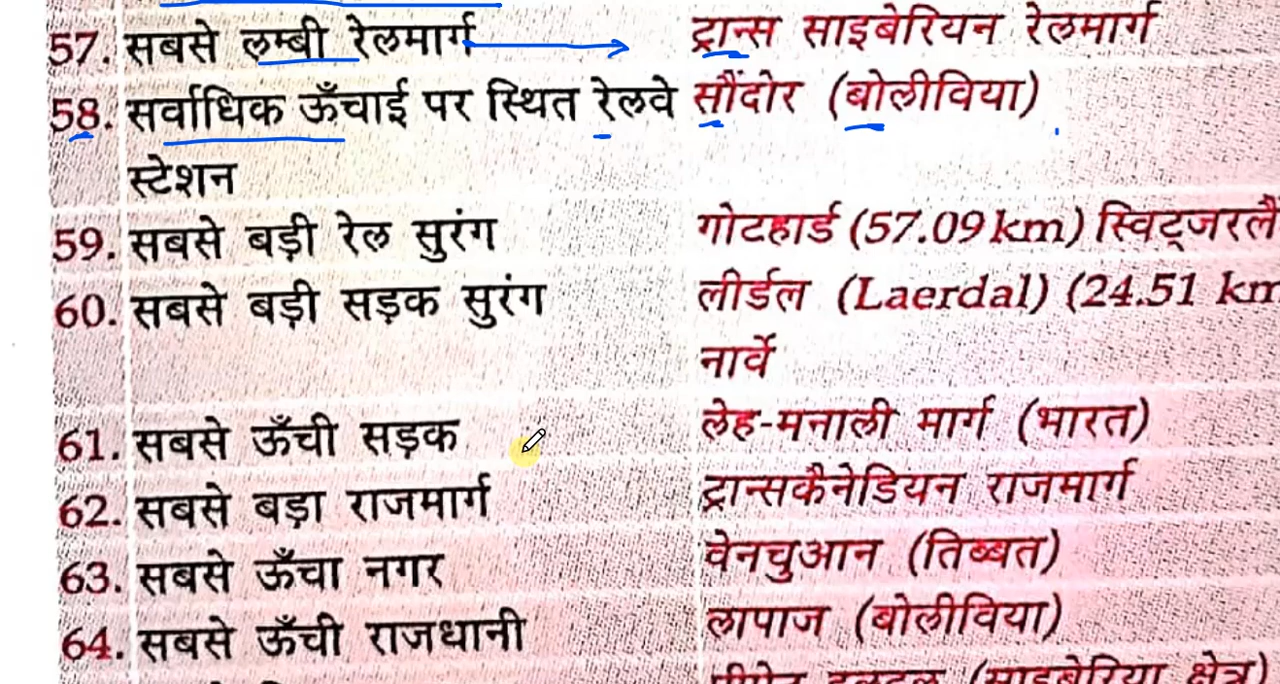 57. सबसे लम्बी रेलमार्ग ट्रान्स साइबेरियन रेलमार्ग
58. सर्वाधिक ऊँचाई पर स्थित रेलवे सौंदोर (बोलीविया)
स्टेशन
59. सबसे बड़ी रेल सुरंग गोटहार्ड (57.09 km) स्विट्जरलैं
60. सबसे बड़ी सड़क सुरंग लीर्डल (Laerdal) (24.51 km
नार्वे
61. सबसे ऊँची सड़क लेह-मनाली मार्ग (भारत)
62. सबसे बड़ा राजमार्ग ट्रान्सकैनेडियन राजमार्ग
63. सबसे ऊँचा नगर वेनचुआन (तिब्बत)
64. सबसे ऊँची राजधानी लापाज (बोलीविया)
(साइबेरिया क्षेत्र)